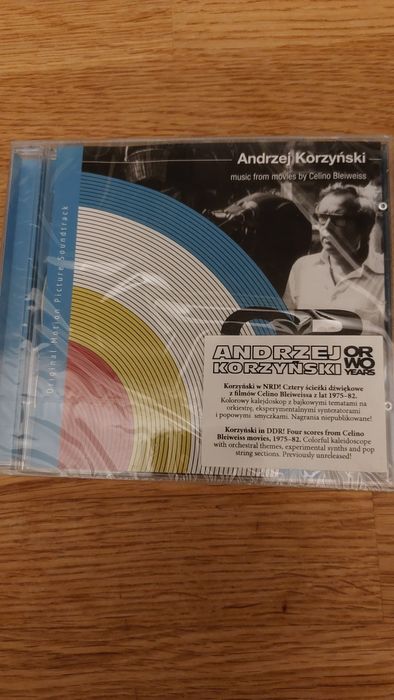 Andrzej Korzyński
music from movies by Celino Bleiweiss
Original Motion Picture Soundtrack
ANDRZEJ
KORZYŃSKI
OR
WO
YEARS
Korzyński w NRD! Cztery ścieżki dźwiękowe
z filmów Celino Bleiweissa z lat 1975–82.
Kolorowy kalejdoskop z bajkowymi tematami na
orkiestrę, eksperymentalnymi syntezatorami
i popowymi smyczkami. Nagrania niepublikowane!
Korzyński in DDR! Four scores from Celino
Bleiweiss movies, 1975–82. Colorful kaleidoscope
with orchestral themes, experimental synths and pop
string sections. Previously unreleased!